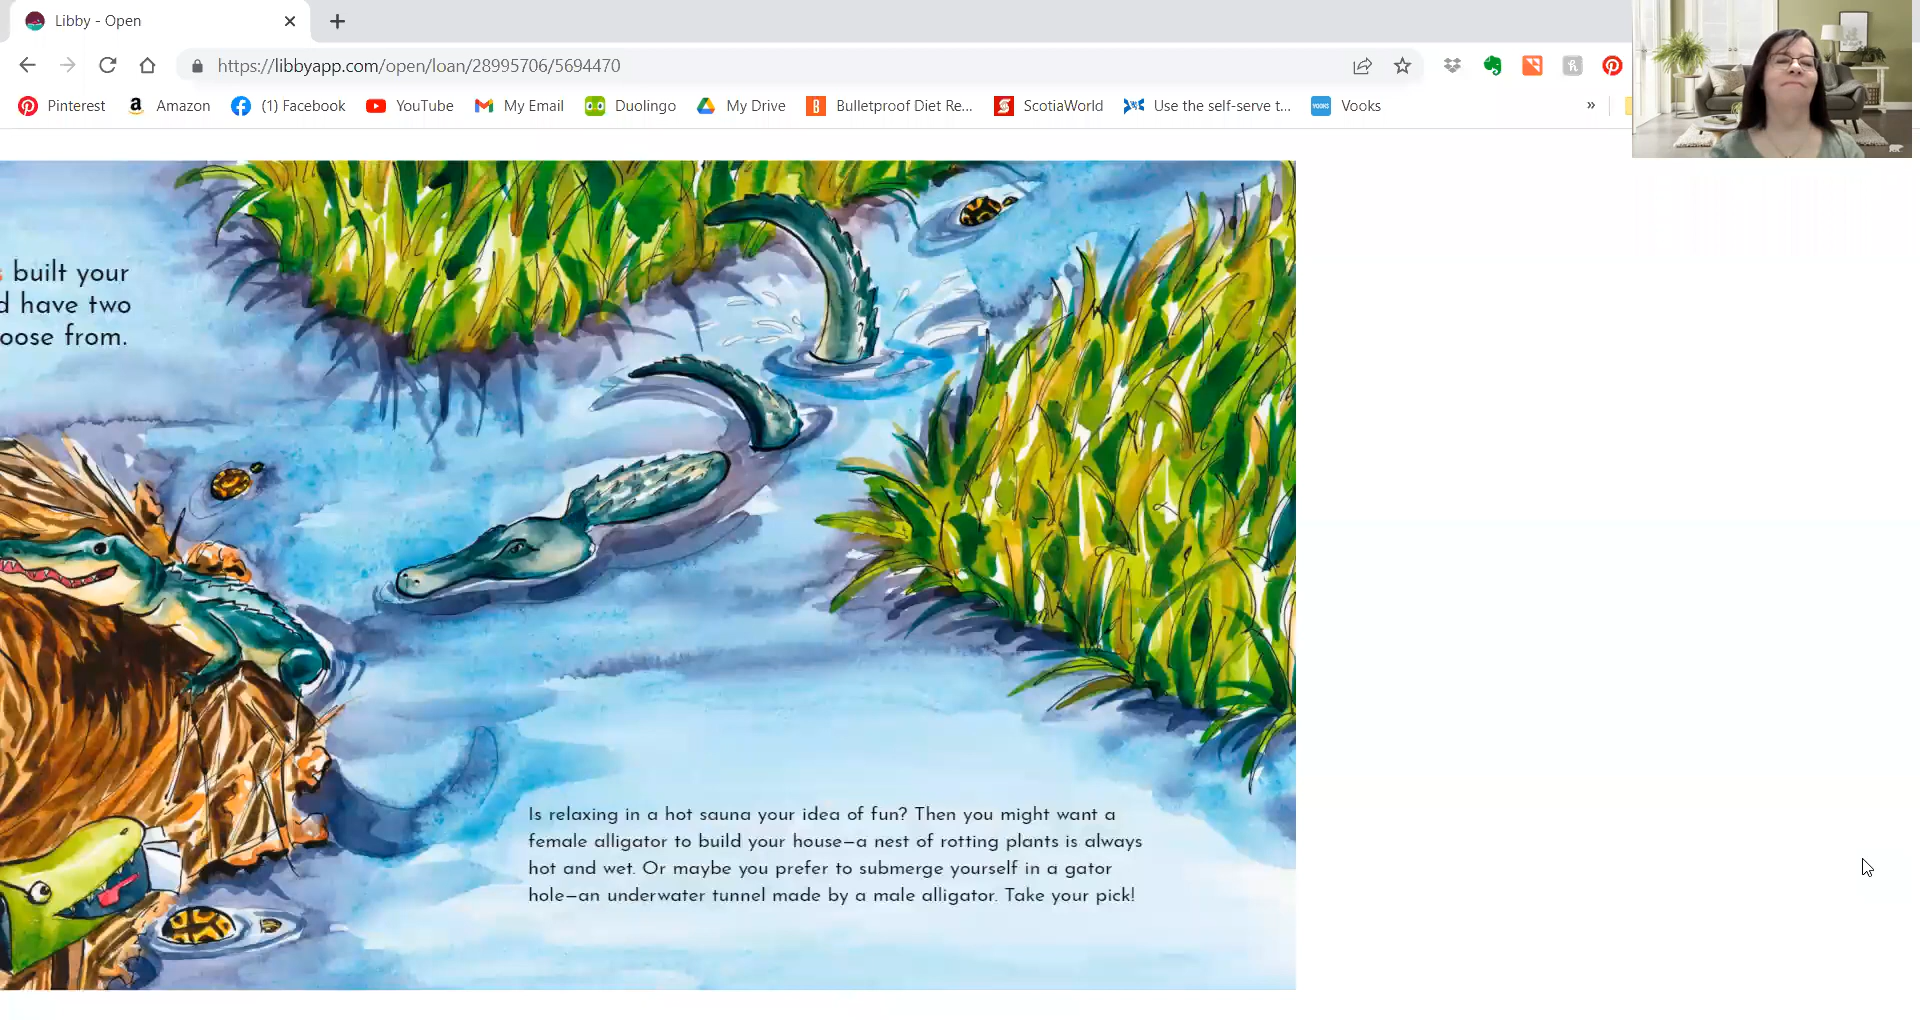 Libby - Open
https://libbyapp.com/open/loan/28995706/5694470
Pinterest Amazon (1) Facebook YouTube My Email Duolingo My Drive Bulletproof Diet Re... ScotiaWorld Use the self-serve t... Vooks »
built your
have two
oose from.
Is relaxing in a hot sauna your idea of fun? Then you might want a
female alligator to build your house—a nest of rotting plants is always
hot and wet. Or maybe you prefer to submerge yourself in a gator
hole—an underwater tunnel made by a male alligator. Take your pick!